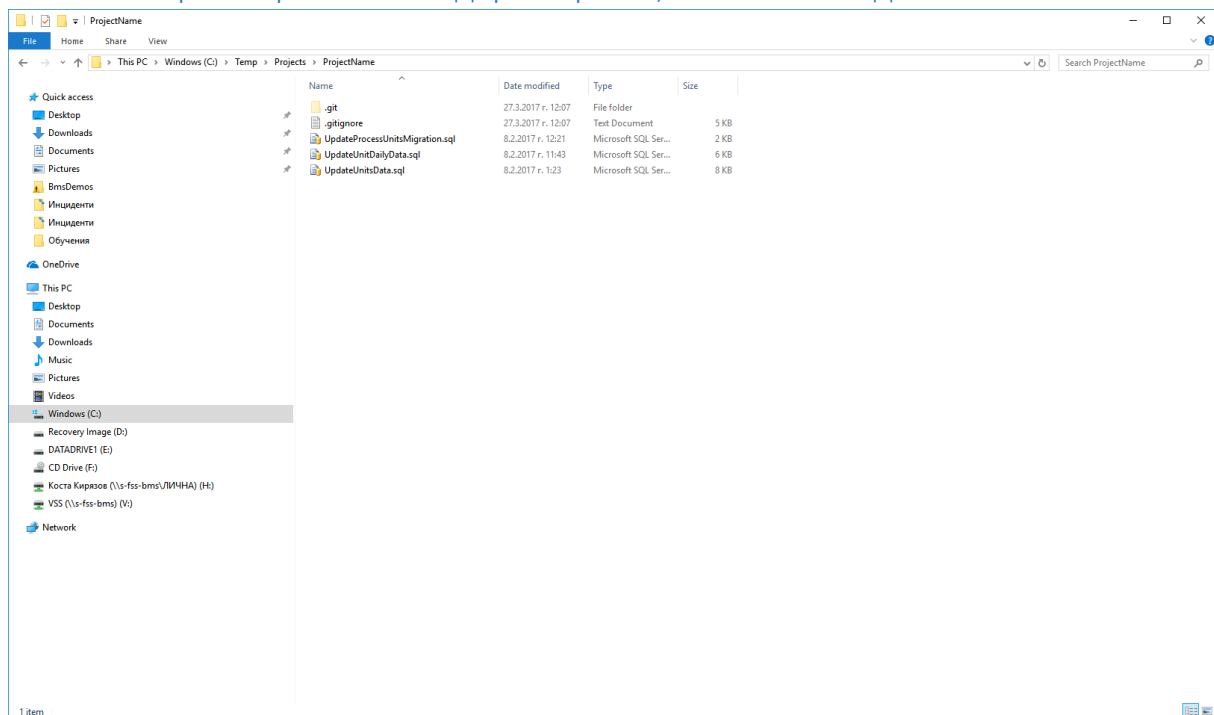 ProjectName
File Home Share View
This PC > Windows (C:) > Temp > Projects > ProjectName
Search ProjectName
Name Date modified Type Size
.git 27.3.2017 г. 12:07 File folder
.gitignore 27.3.2017 г. 12:07 Text Document 5 KB
UpdateProcessUnitsMigration.sql 8.2.2017 г. 12:21 Microsoft SQL Ser... 2 KB
UpdateUnitDailyData.sql 8.2.2017 г. 11:43 Microsoft SQL Ser... 6 KB
UpdateUnitsData.sql 8.2.2017 г. 1:23 Microsoft SQL Ser... 8 KB
Quick access
Desktop
Downloads
Documents
Pictures
BmsDemos
Инциденти
Инциденти
Обучения
OneDrive
This PC
Desktop
Documents
Downloads
Music
Pictures
Videos
Windows (C:)
Recovery Image (D:)
DATADRIVE1 (E:)
CD Drive (F:)
Коста Кирязов (\\s-fss-bms\ЛИЧНА) (H:)
VSS (\\s-fss-bms) (V:)
Network
1 item